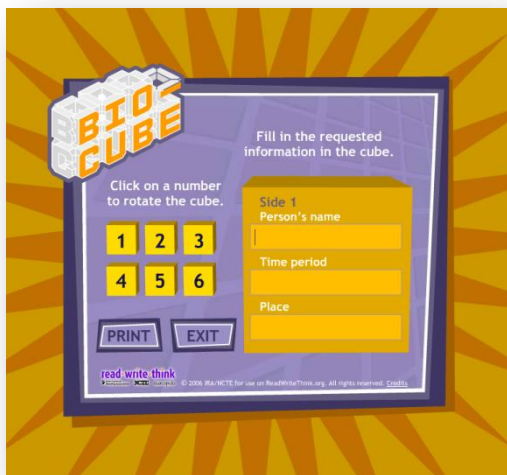 BIO-
CUBE
Fill in the requested
information in the cube.
Click on a number
to rotate the cube.
Side 1
Person's name
1 2 3
Time period
4 5 6
Place
PRINT EXIT
read write think
© 2006 IRA/NCTE for use on ReadWriteThink.org. All rights reserved. Credits